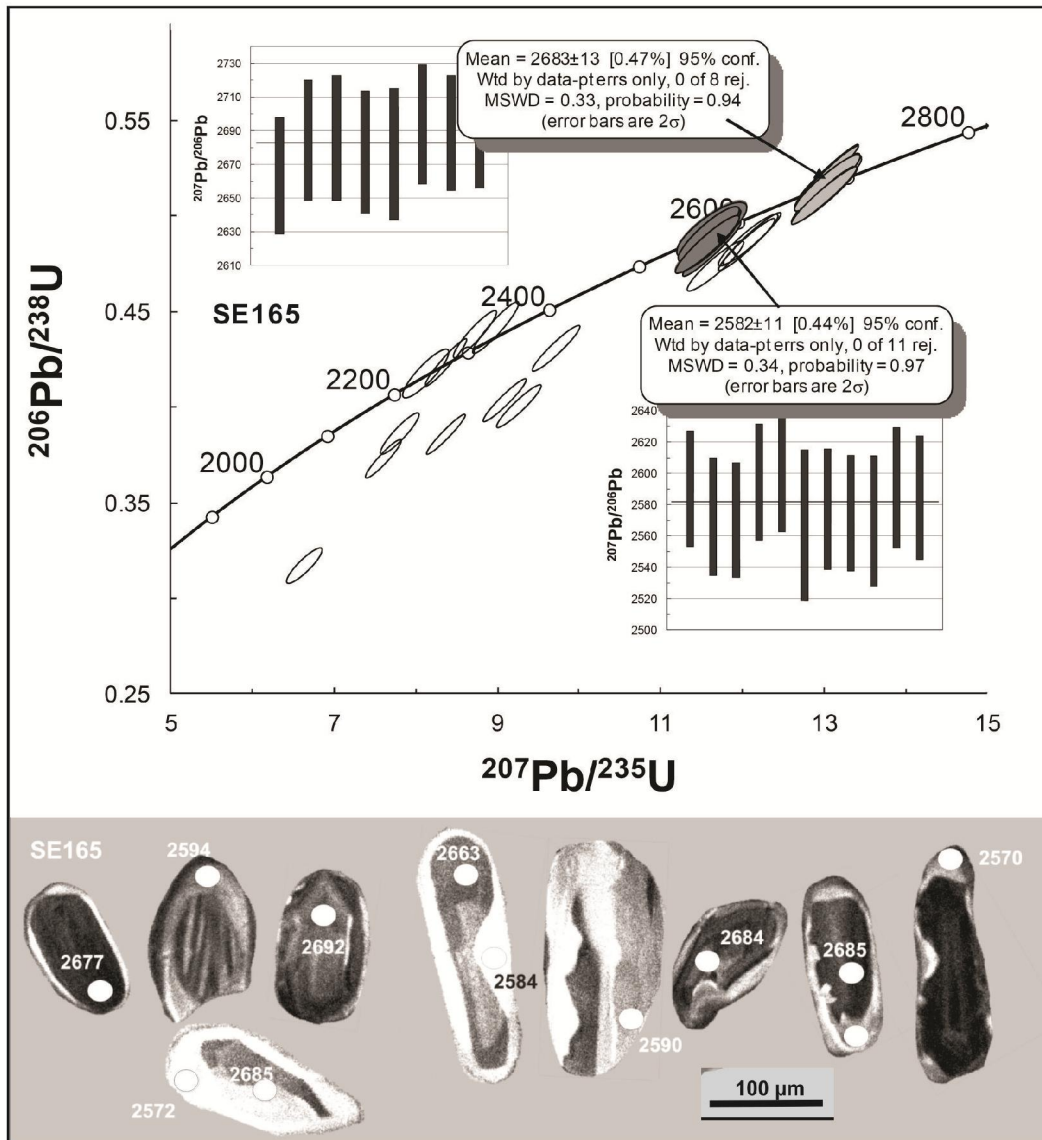 Mean = 2683±13 [0.47%] 95% conf.
Wtd by data-pt errs only, 0 of 8 rej.
MSWD = 0.33, probability = 0.94
(error bars are 2σ)
2730
2710
2690
2670
2650
2630
2610
207Pb/206Pb
0.55
0.45
0.35
0.25
206Pb/238U
SE165
2000
2200
2400
2600
2800
Mean = 2582±11 [0.44%] 95% conf.
Wtd by data-pt errs only, 0 of 11 rej.
MSWD = 0.34, probability = 0.97
(error bars are 2σ)
2640
2620
2600
2580
2560
2540
2520
2500
207Pb/206Pb
5 7 9 11 13 15
207Pb/235U
SE165
2594
2663
2570
2677
2692
2584
2684
2685
2590
2572
2685
100 µm